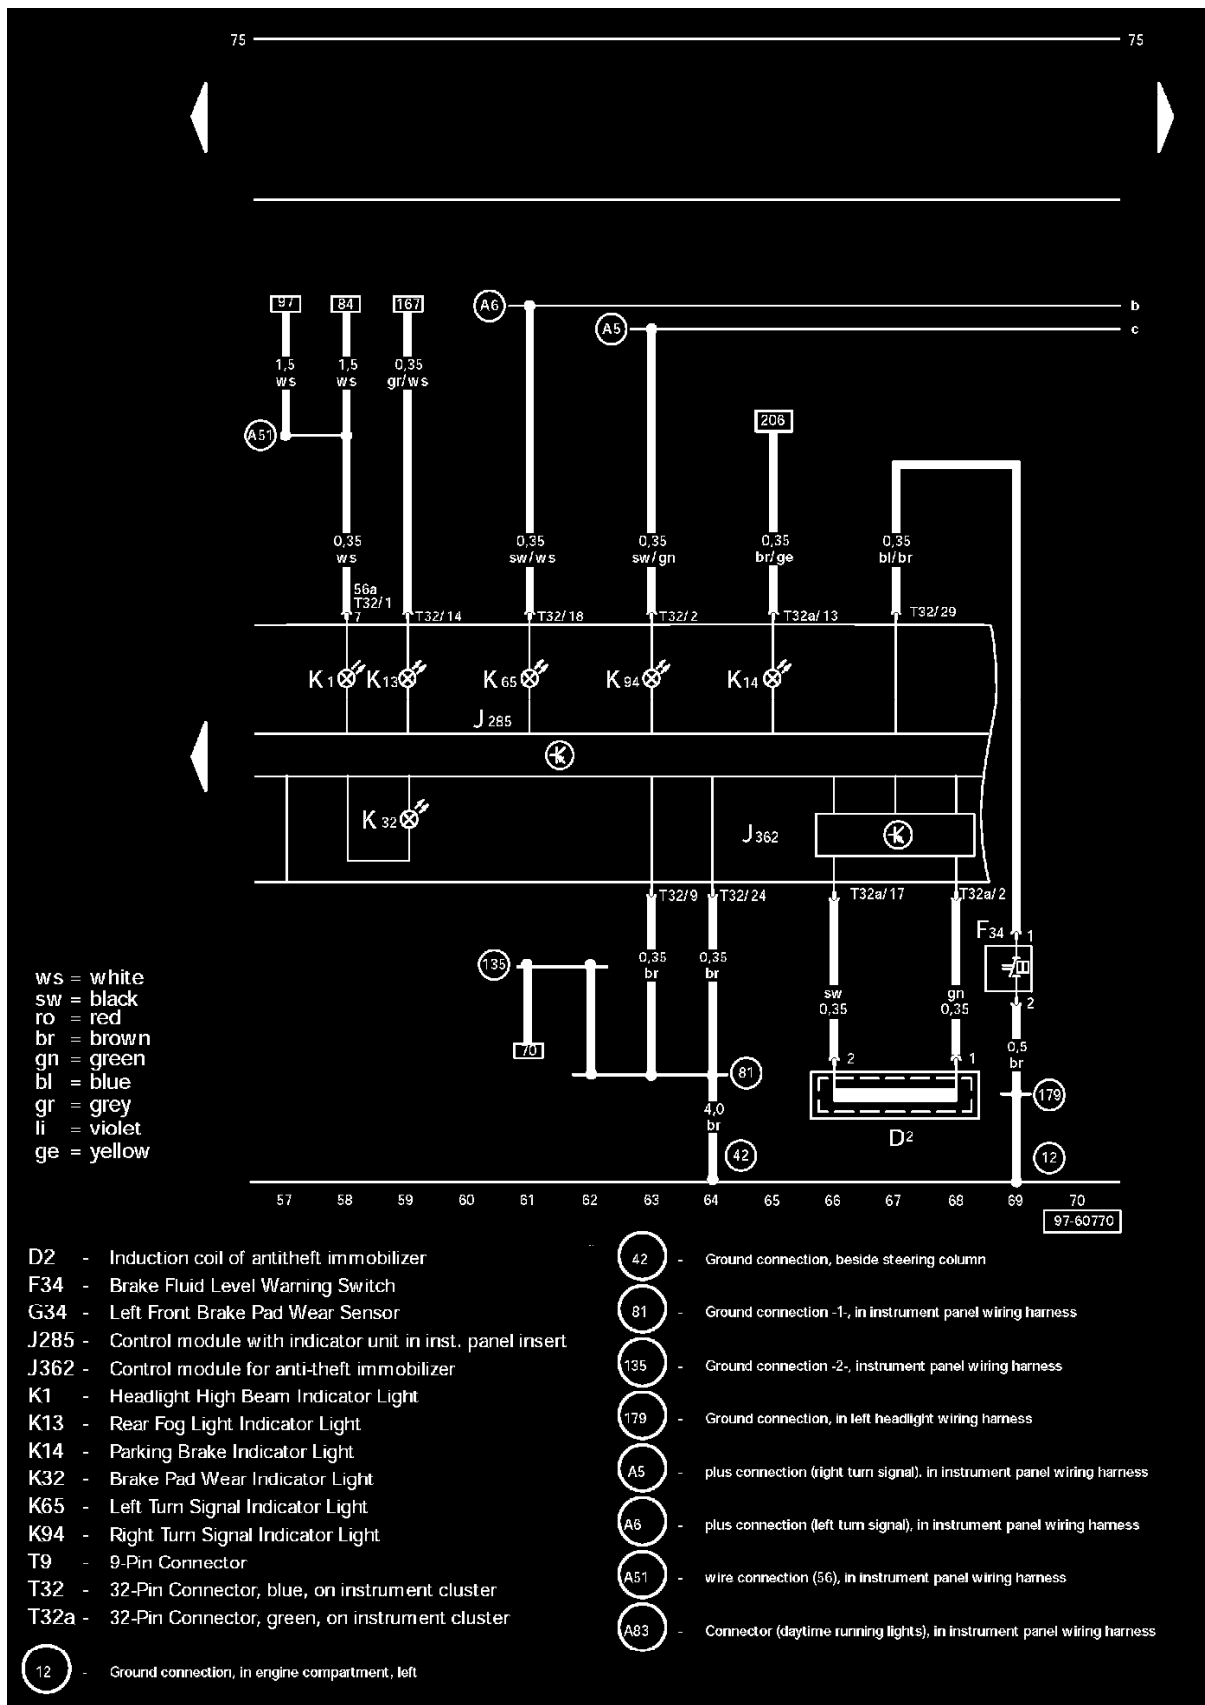 75 75
97 84 167 A6 b
A5 c
1,5 1,5 0,35
ws ws gr/ws
206
A51
0,35 0,35 0,35 0,35 0,35
ws sw/ws sw/gn br/ge bl/br
56a
T32/1
7 T32/14 T32/18 T32/2 T32a/13 T32/29
K1 K13 K65 K94 K14
J285
K32 J362
T32/9 T32/24 T32a/17 T32a/2
F34 1
135 0,35 0,35
br br
ws = white
sw = black
ro = red
br = brown
gn = green
bl = blue
gr = grey
li = violet
ge = yellow
sw gn
0,35 0,35
2
70 0,5
br
2 1
81
179
4,0
br
D2
42 12
57 58 59 60 61 62 63 64 65 66 67 68 69 70
97-60770
D2 - Induction coil of antitheft immobilizer
F34 - Brake Fluid Level Warning Switch
G34 - Left Front Brake Pad Wear Sensor
J285 - Control module with indicator unit in inst. panel insert
J362 - Control module for anti-theft immobilizer
K1 - Headlight High Beam Indicator Light
K13 - Rear Fog Light Indicator Light
K14 - Parking Brake Indicator Light
K32 - Brake Pad Wear Indicator Light
K65 - Left Turn Signal Indicator Light
K94 - Right Turn Signal Indicator Light
T9 - 9-Pin Connector
T32 - 32-Pin Connector, blue, on instrument cluster
T32a - 32-Pin Connector, green, on instrument cluster
12 - Ground connection, in engine compartment, left
42 - Ground connection, beside steering column
81 - Ground connection -1-, in instrument panel wiring harness
135 - Ground connection -2-, instrument panel wiring harness
179 - Ground connection, in left headlight wiring harness
A5 - plus connection (right turn signal). in instrument panel wiring harness
A6 - plus connection (left turn signal), in instrument panel wiring harness
A51 - wire connection (56), in instrument panel wiring harness
A83 - Connector (daytime running lights), in instrument panel wiring harness